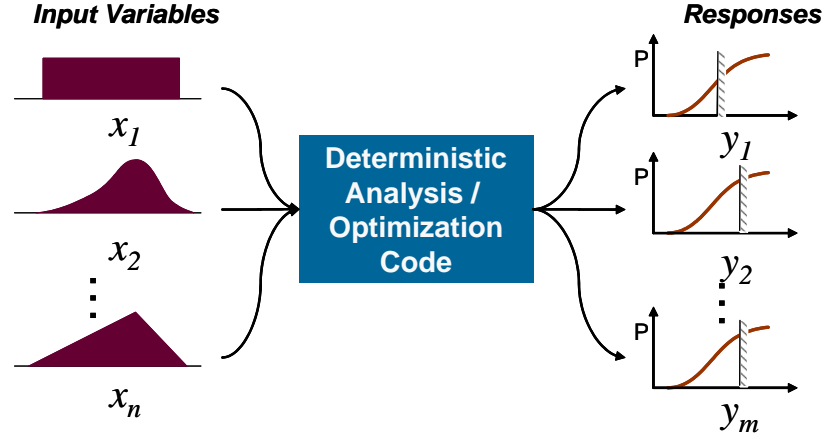 Input Variables
Responses
x1
x2
xn
Deterministic
Analysis /
Optimization
Code
P
y1
P
y2
P
ym